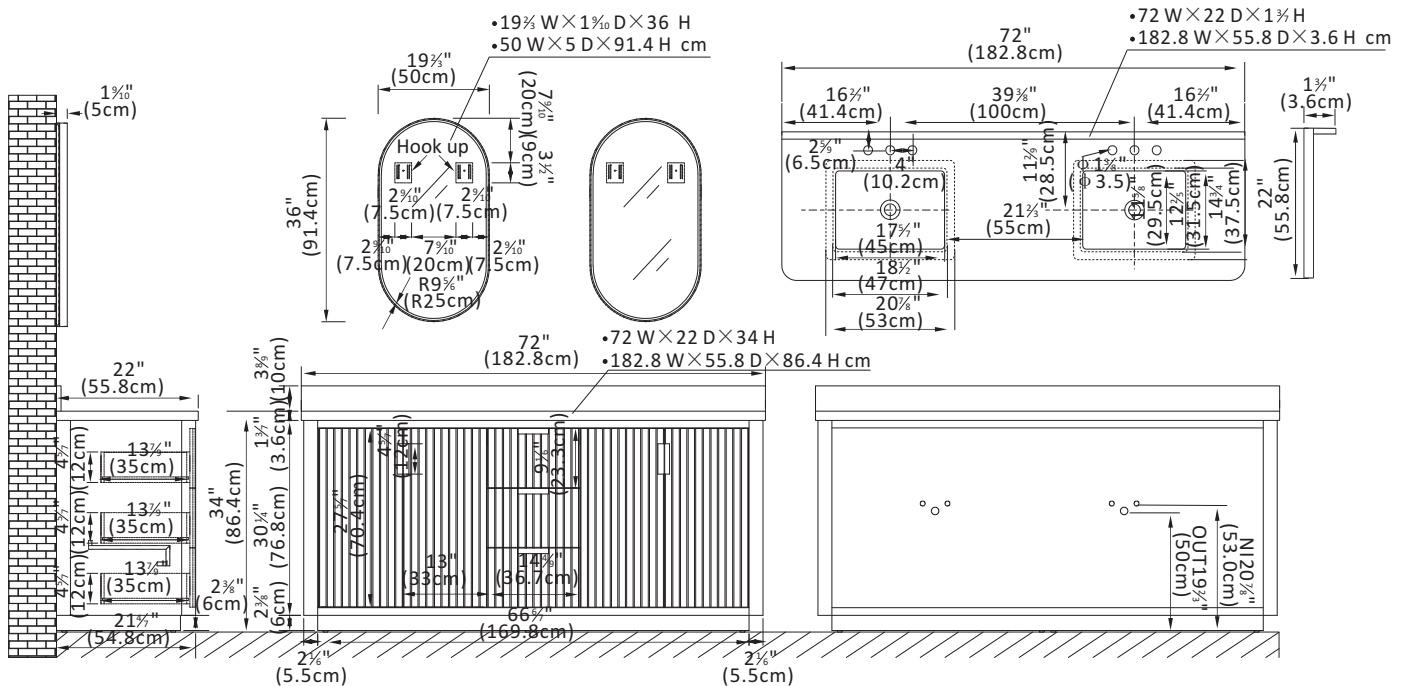 •19⅔ W×1⁹⁄₁₀ D×36 H
•50 W×5 D×91.4 H cm
•72 W×22 D×1³⁄₇ H
•182.8 W×55.8 D×3.6 H cm
1⁹⁄₁₀"
(5cm)
19⅔"
(50cm)
7⁹⁄₁₀"
(20cm)
3½"
(9cm)
Hook up
36"
(91.4cm)
2⁹⁄₁₀"
(7.5cm)
2⁹⁄₁₀"
(7.5cm)
2⁹⁄₁₀"
(7.5cm)
7⁹⁄₁₀"
(20cm)
2⁹⁄₁₀"
(7.5cm)
R9⅚"
(R25cm)
72"
(182.8cm)
16²⁄₇"
(41.4cm)
39⅜"
(100cm)
16²⁄₇"
(41.4cm)
1³⁄₇"
(3.6cm)
2⁵⁄₉"
(6.5cm)
4"
(10.2cm)
11²⁄₉"
(28.5cm)
ϕ1⅜"
(ϕ3.5)
(29.5cm)
12⅖"
(31.5cm)
14¾"
(37.5cm)
22"
(55.8cm)
21⅔"
(55cm)
17⁵⁄₇"
(45cm)
18½"
(47cm)
20⅞"
(53cm)
•72 W×22 D×34 H
•182.8 W×55.8 D×86.4 H cm
22"
(55.8cm)
4⁵⁄₇"
(12cm)
13⁷⁄₉"
(35cm)
4⁵⁄₇"
(12cm)
13⁷⁄₉"
(35cm)
4⁵⁄₇"
(12cm)
13⁷⁄₉"
(35cm)
2⅜"
(6cm)
21⁴⁄₇"
(54.8cm)
72"
(182.8cm)
3⁸⁄₉"
(10cm)
1³⁄₇"
(3.6cm)
34"
(86.4cm)
30¼"
(76.8cm)
2⅜"
(6cm)
27⁵⁄₇"
(70.4cm)
4⁵⁄₇"
(12cm)
9⅙"
(23.3cm)
13"
(33cm)
14⁴⁄₉"
(36.7cm)
66⁶⁄₇"
(169.8cm)
2⅙"
(5.5cm)
2⅙"
(5.5cm)
OUT19⅔"
(50cm)
NI20⅞"
(53.0cm)